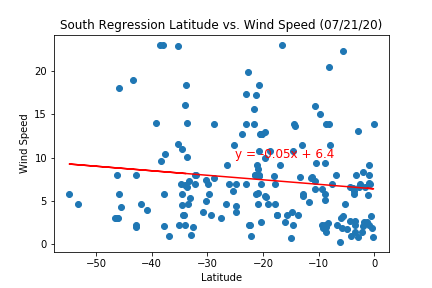 South Regression Latitude vs. Wind Speed (07/21/20)
Wind Speed
20
15
10
5
0
y = -0.05x + 6.4
−50 −40 −30 −20 −10 0
Latitude